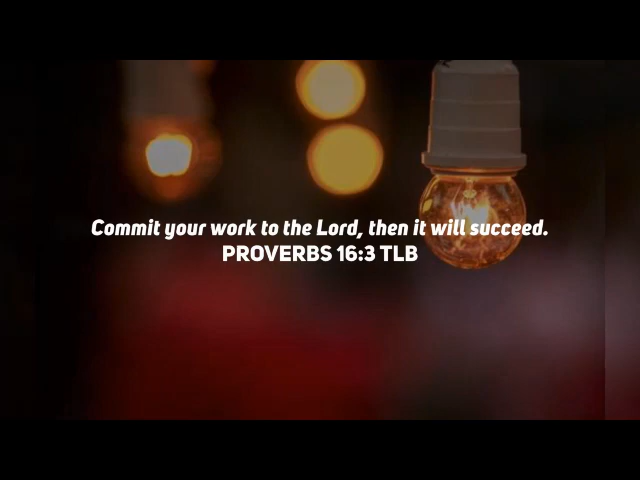 Commit your work to the Lord, then it will succeed.
PROVERBS 16:3 TLB